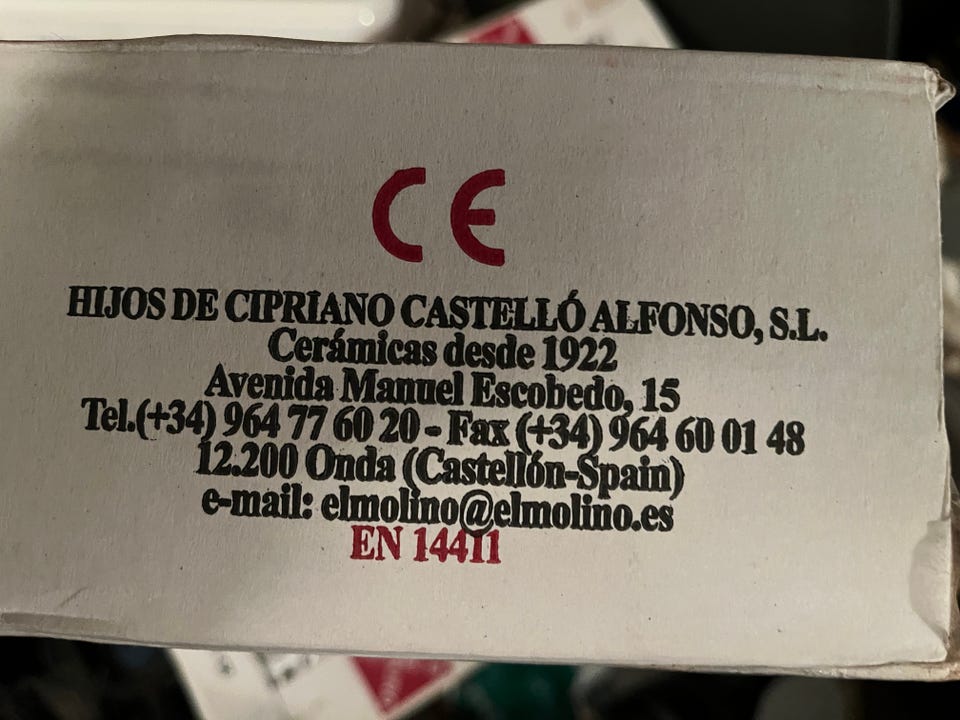 CE
HIJOS DE CIPRIANO CASTELLÓ ALFONSO, S.L.
Cerámicas desde 1922
Avenida Manuel Escobedo, 15
Tel.(+34) 964 77 60 20 - Fax (+34) 964 60 01 48
12.200 Onda (Castellón-Spain)
e-mail: elmolino@elmolino.es
EN 14411